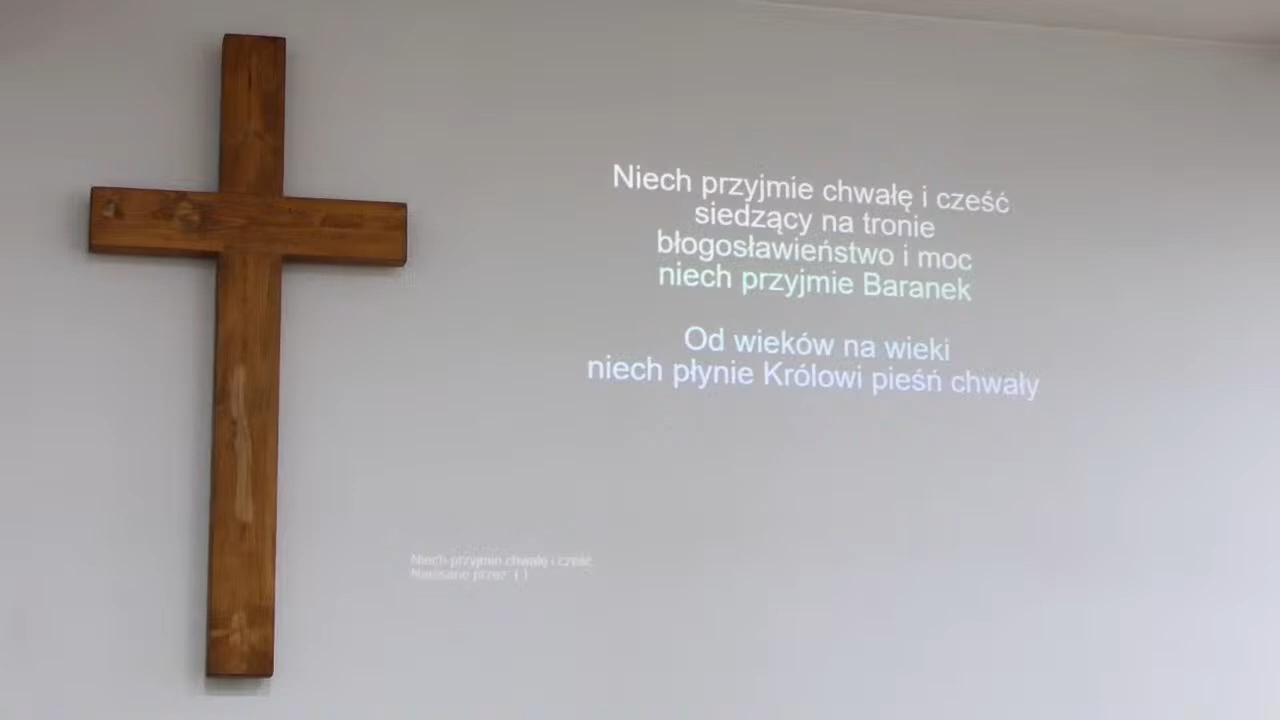 Niech przyjmie chwałę i cześć
siedzący na tronie
błogosławieństwo i moc
niech przyjmie Baranek
Od wieków na wieki
niech płynie Królowi pieśń chwały
Niech przyjmie chwałę i cześć
Napisane przez: ( )